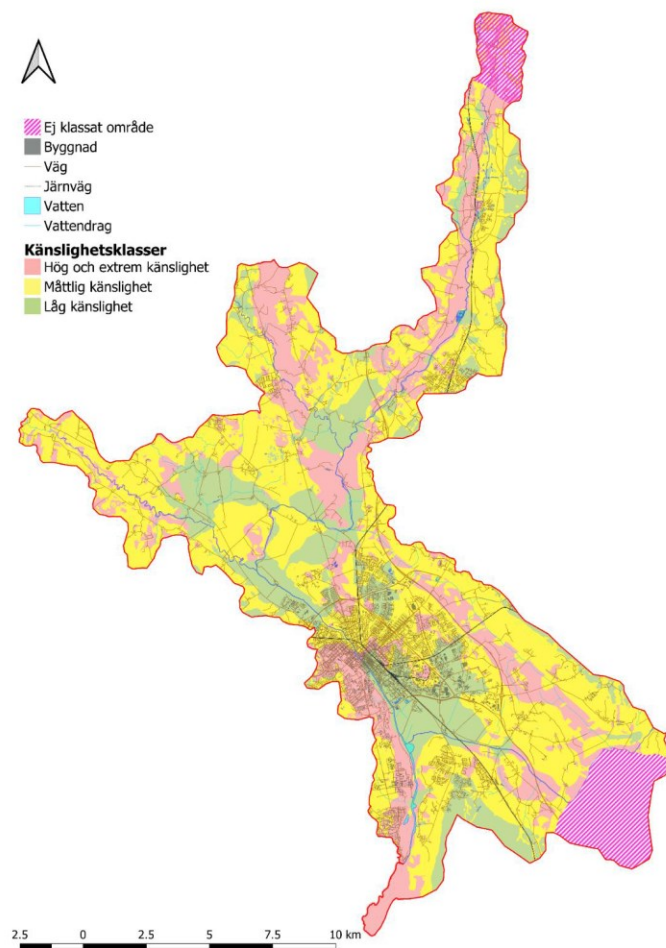 Ej klassat område
Byggnad
Väg
Järnväg
Vatten
Vattendrag
Känslighetsklasser
Hög och extrem känslighet
Måttlig känslighet
Låg känslighet
2.5 0 2.5 5 7.5 10 km